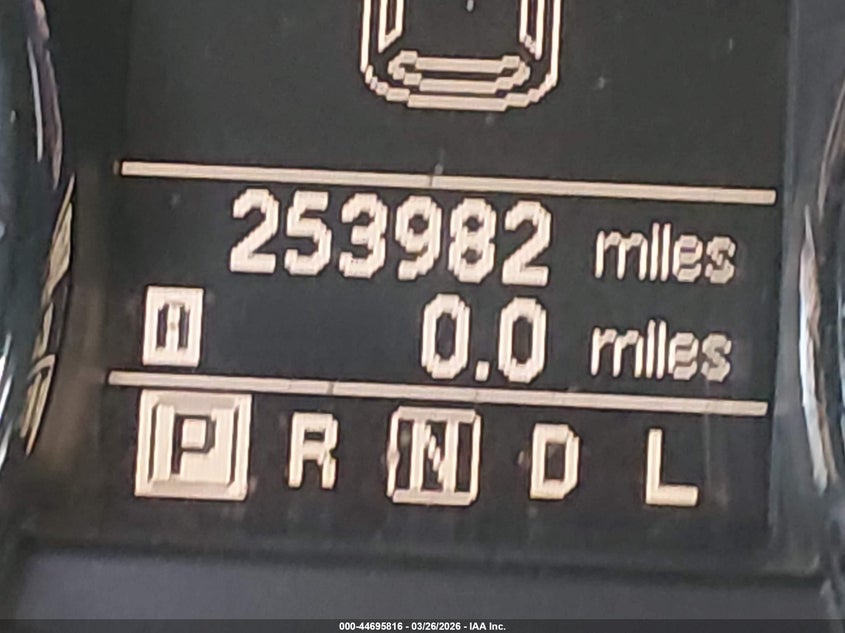 253982 miles
A 0.0 miles
P R N D L
000-44695816 - 03/26/2026 - IAA Inc.